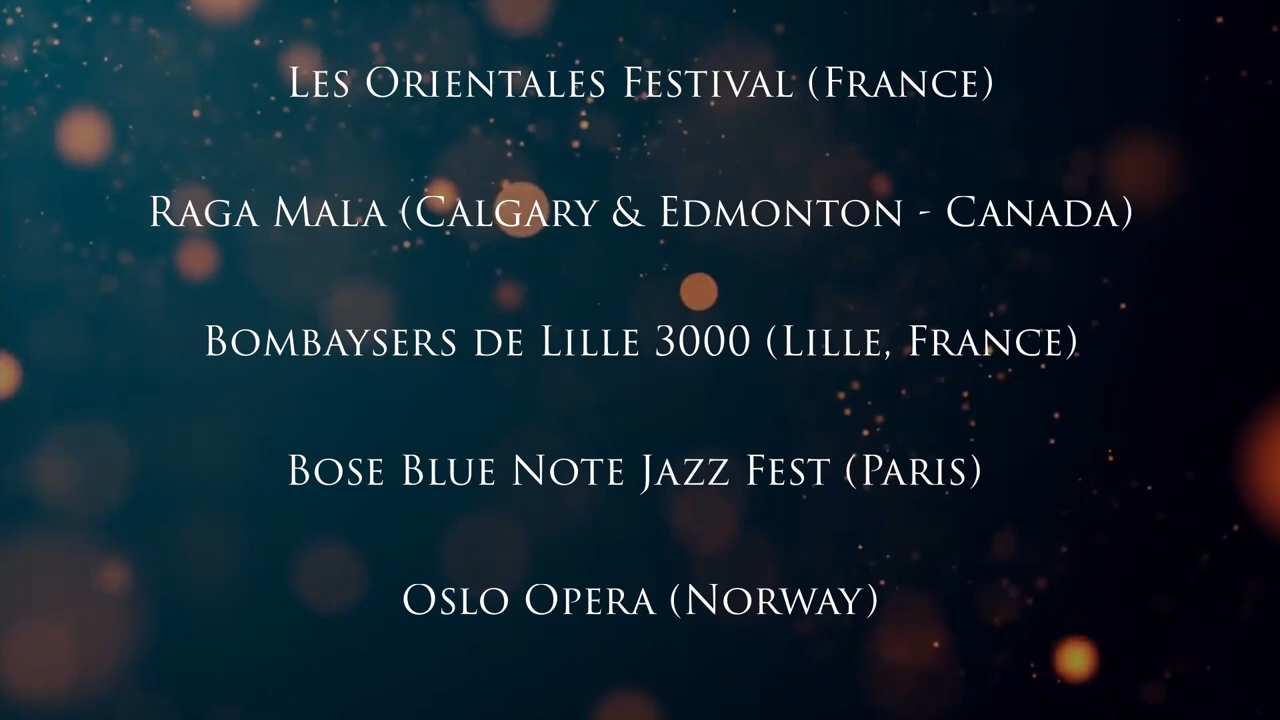 Les Orientales Festival (France)
Raga Mala (Calgary & Edmonton - Canada)
Bombaysers de Lille 3000 (Lille, France)
Bose Blue Note Jazz Fest (Paris)
Oslo Opera (Norway)